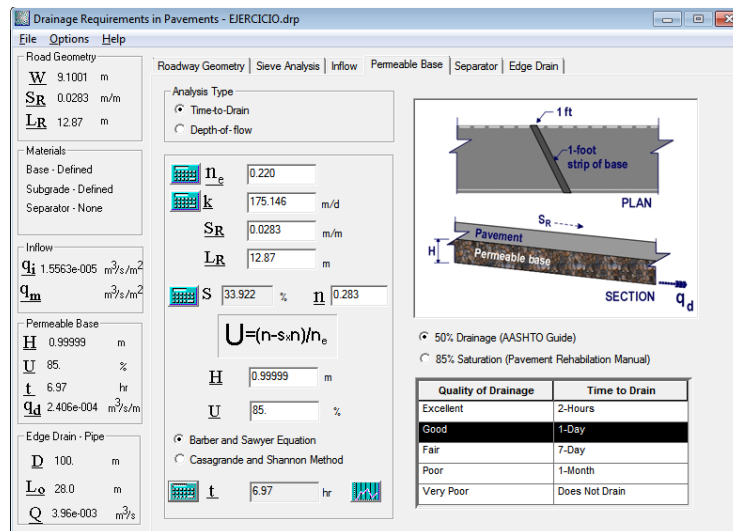 Drainage Requirements in Pavements - EJERCICIO.drp
File Options Help
Road Geometry
W 9.1001 m
SR 0.0283 m/m
LR 12.87 m
Materials
Base - Defined
Subgrade - Defined
Separator - None
Inflow
qi 1.5563e-005 m3/s/m2
qm m3/s/m2
Permeable Base
H 0.99999 m
U 85. %
t 6.97 hr
qd 2.406e-004 m3/s/m
Edge Drain - Pipe
D 100. m
Lo 28.0 m
Q 3.96e-003 m3/s
Roadway Geometry Sieve Analysis Inflow Permeable Base Separator Edge Drain
Analysis Type
Time-to-Drain
Depth-of- flow
ne 0.220
k 175.146 m/d
SR 0.0283 m/m
LR 12.87 m
S 33.922 % n 0.283
U=(n-sxn)/ne
H 0.99999 m
U 85. %
Barber and Sawyer Equation
Casagrande and Shannon Method
t 6.97 hr
1 ft
1-foot
strip of base
PLAN
SR
Pavement
H
Permeable base
SECTION
qd
50% Drainage (AASHTO Guide)
85% Saturation (Pavement Rehabilation Manual)
Quality of Drainage Time to Drain
Excellent 2-Hours
Good 1-Day
Fair 7-Day
Poor 1-Month
Very Poor Does Not Drain